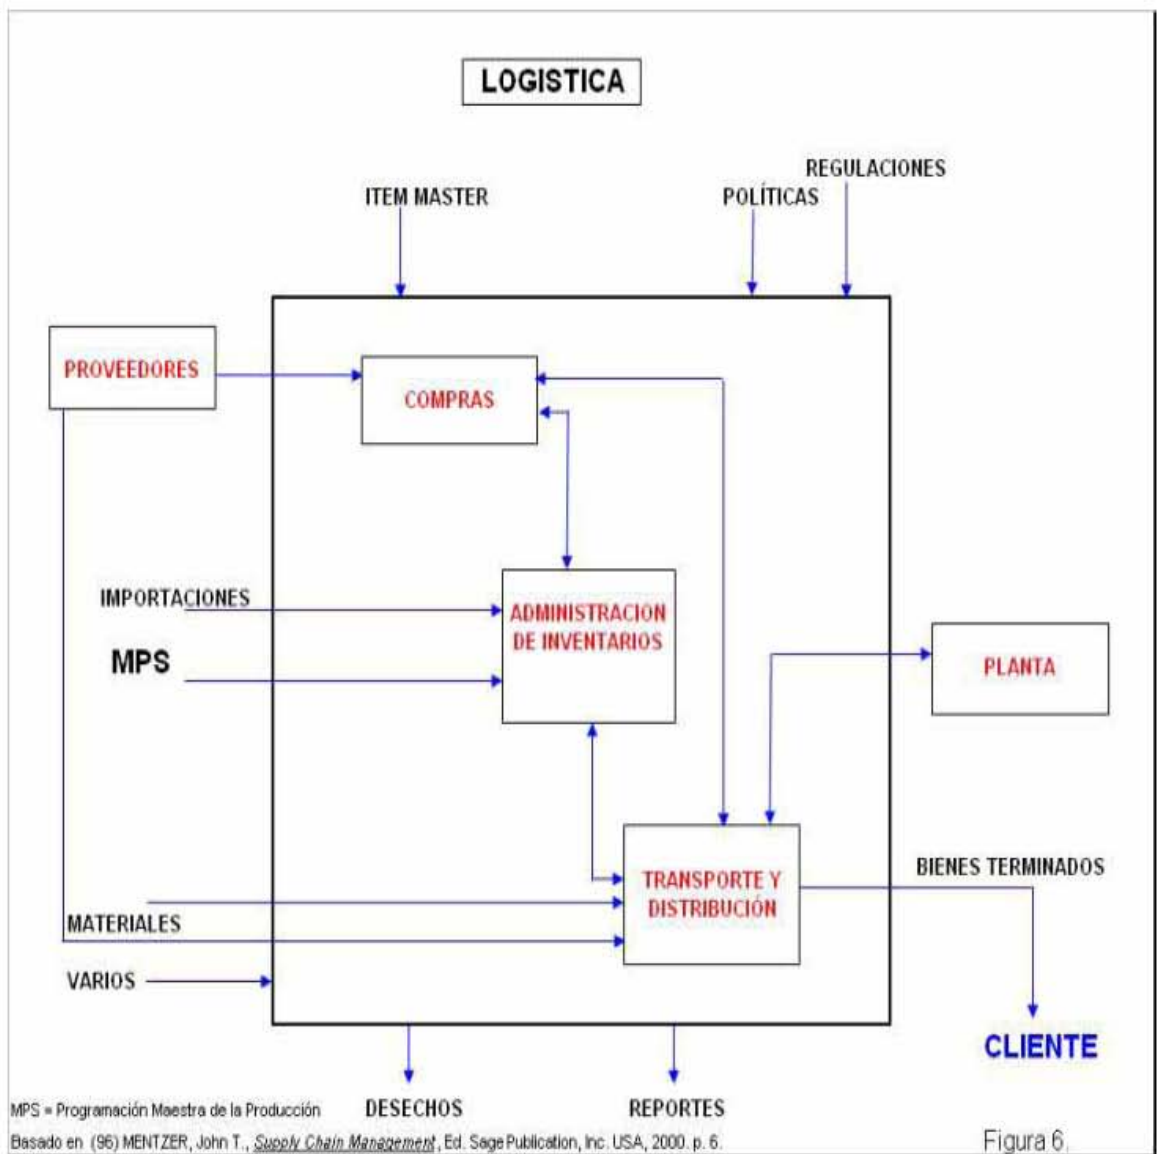 LOGISTICA
REGULACIONES
ITEM MASTER
POLÍTICAS
PROVEEDORES
COMPRAS
IMPORTACIONES
ADMINISTRACION
DE INVENTARIOS
MPS
PLANTA
BIENES TERMINADOS
TRANSPORTE Y
DISTRIBUCIÓN
MATERIALES
VARIOS
CLIENTE
MPS = Programación Maestra de la Producción
DESECHOS
REPORTES
Basado en (96) MENTZER, John T., Supply Chain Management, Ed. Sage Publication, Inc. USA, 2000. p. 6.
Figura 6.